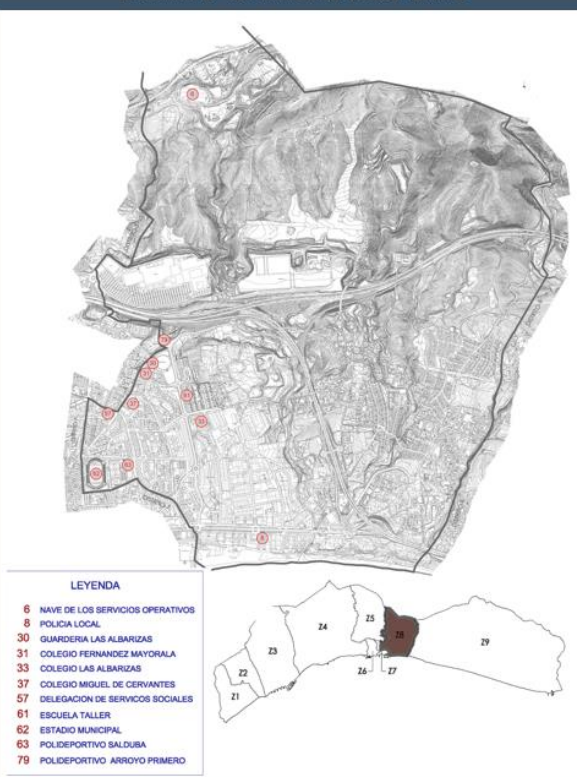 6
79
30
31
61
37
57
33
63
62
8
LEYENDA
6 NAVE DE LOS SERVICIOS OPERATIVOS
8 POLICIA LOCAL
30 GUARDERIA LAS ALBARIZAS
31 COLEGIO FERNANDEZ MAYORALA
33 COLEGIO LAS ALBARIZAS
37 COLEGIO MIGUEL DE CERVANTES
57 DELEGACION DE SERVICOS SOCIALES
61 ESCUELA TALLER
62 ESTADIO MUNICIPAL
63 POLIDEPORTIVO SALDUBA
79 POLIDEPORTIVO ARROYO PRIMERO
Z1
Z2
Z3
Z4
Z5
Z6
Z7
Z8
Z9